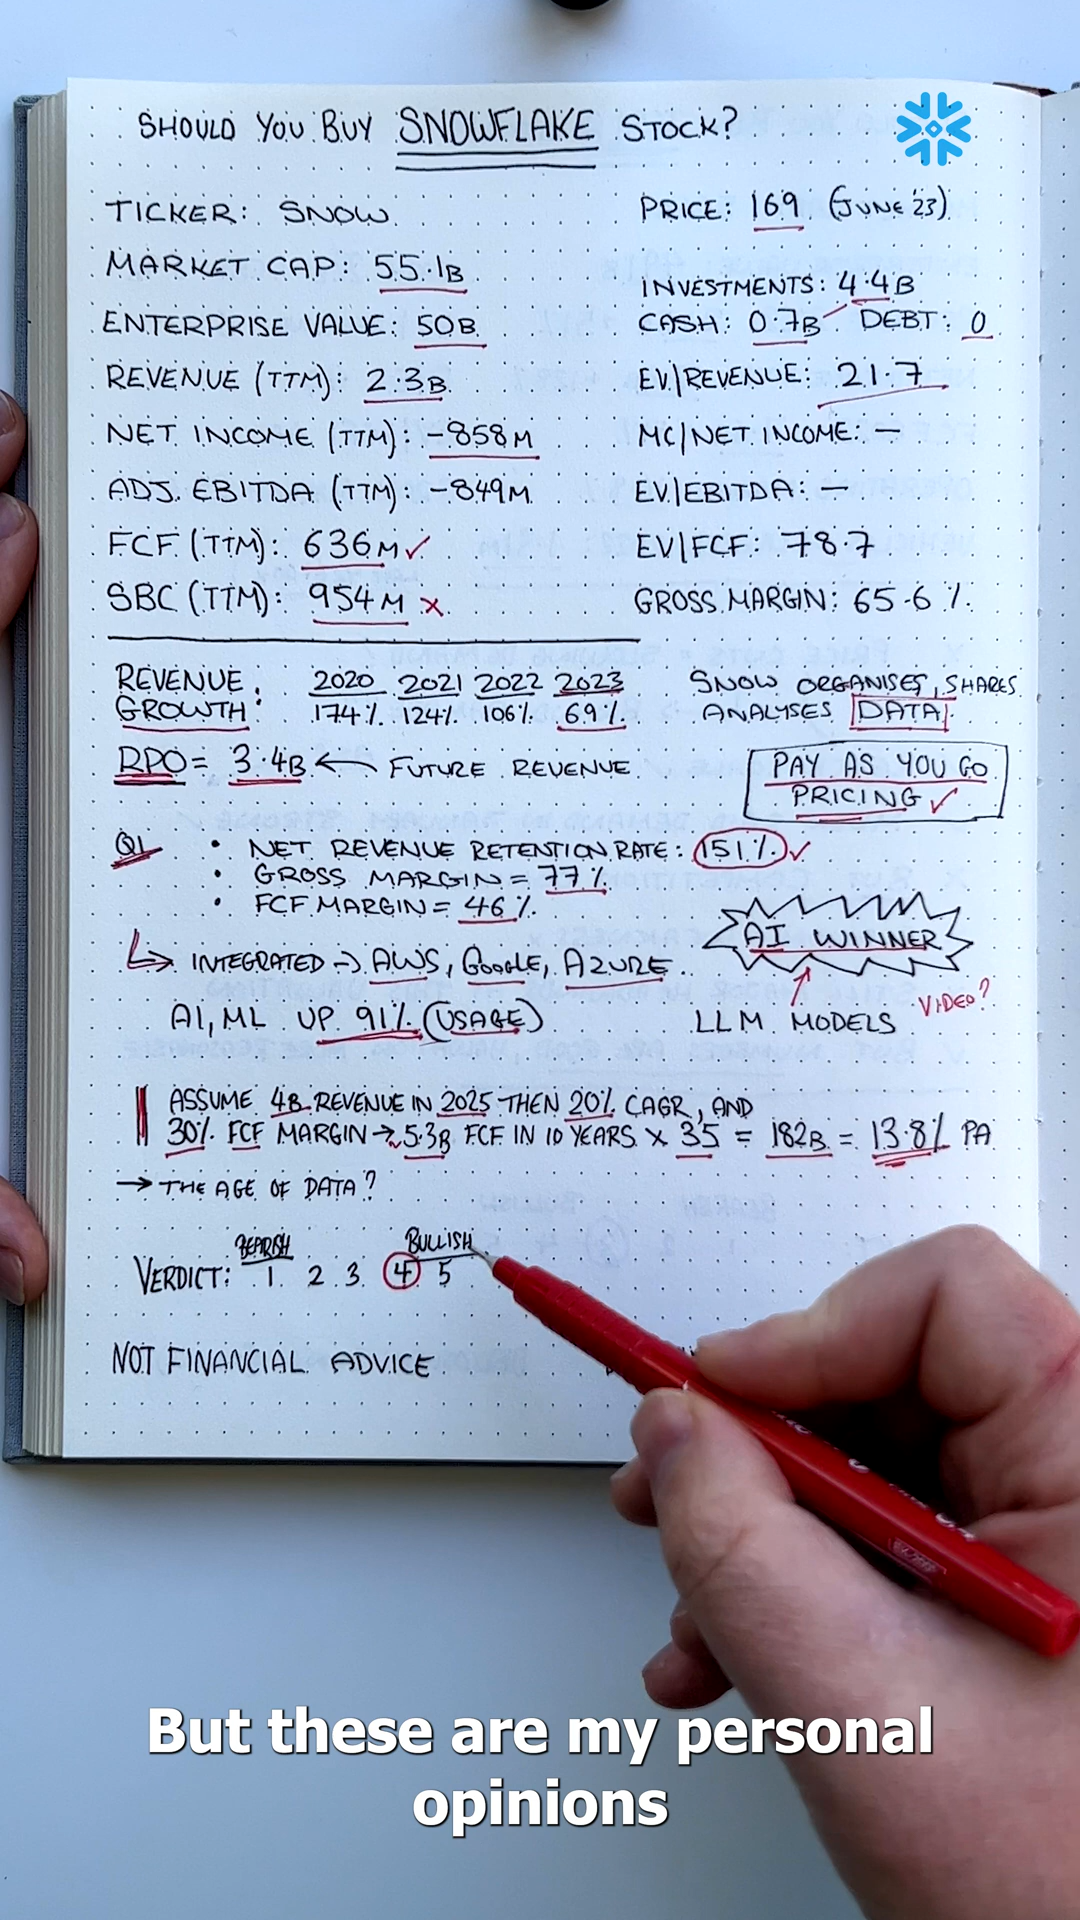 SHOULD YOU BUY SNOWFLAKE STOCK?
TICKER: SNOW
PRICE: 169 (JUNE '23)
MARKET CAP: 55.1B
INVESTMENTS: 4.4B
ENTERPRISE VALUE: 50B
CASH: 0.7B DEBT: 0
REVENUE (TTM): 2.3B
EV/REVENUE: 21.7
NET INCOME (TTM): -858M
MC/NET INCOME: -
ADJ. EBITDA (TTM): -849M
EV/EBITDA: -
FCF (TTM): 636M ✓
EV/FCF: 78.7
SBC (TTM): 954M x
GROSS MARGIN: 65.6%
REVENUE GROWTH: 2020 2021 2022 2023
174% 124% 106% 69%
SNOW ORGANISES, SHARES
ANALYSES DATA
RPO = 3.4B ← FUTURE REVENUE
PAY AS YOU GO
PRICING ✓
Q1 • NET REVENUE RETENTION RATE: 151% ✓
• GROSS MARGIN = 77%
• FCF MARGIN = 46%
AI WINNER
INTEGRATED → AWS, GOOGLE, AZURE
AI, ML UP 91% (USAGE)
LLM MODELS
VIDEO?
ASSUME 4B REVENUE IN 2025 THEN 20% CAGR, AND
30% FCF MARGIN → ~5.3B FCF IN 10 YEARS x 35 = 182B = 13.8% PA
→ THE AGE OF DATA?
BEARISH BULLISH
VERDICT: 1 2 3 4 5
NOT FINANCIAL ADVICE
But these are my personal
opinions